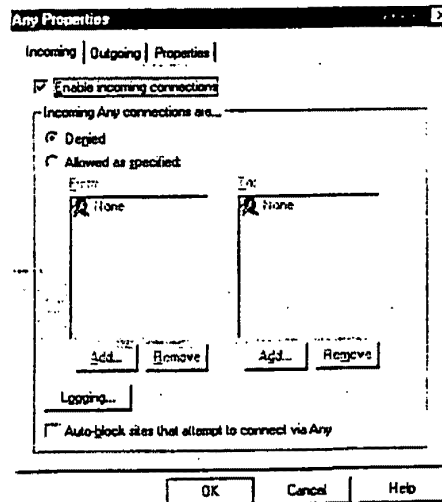 Any Properties
Incoming Outgoing Properties
Enable incoming connections
Incoming Any connections are...
Denied
Allowed as specified:
From: To:
None None
Add... Remove Add... Remove
Logging...
Auto-block sites that attempt to connect via Any
OK Cancel Help